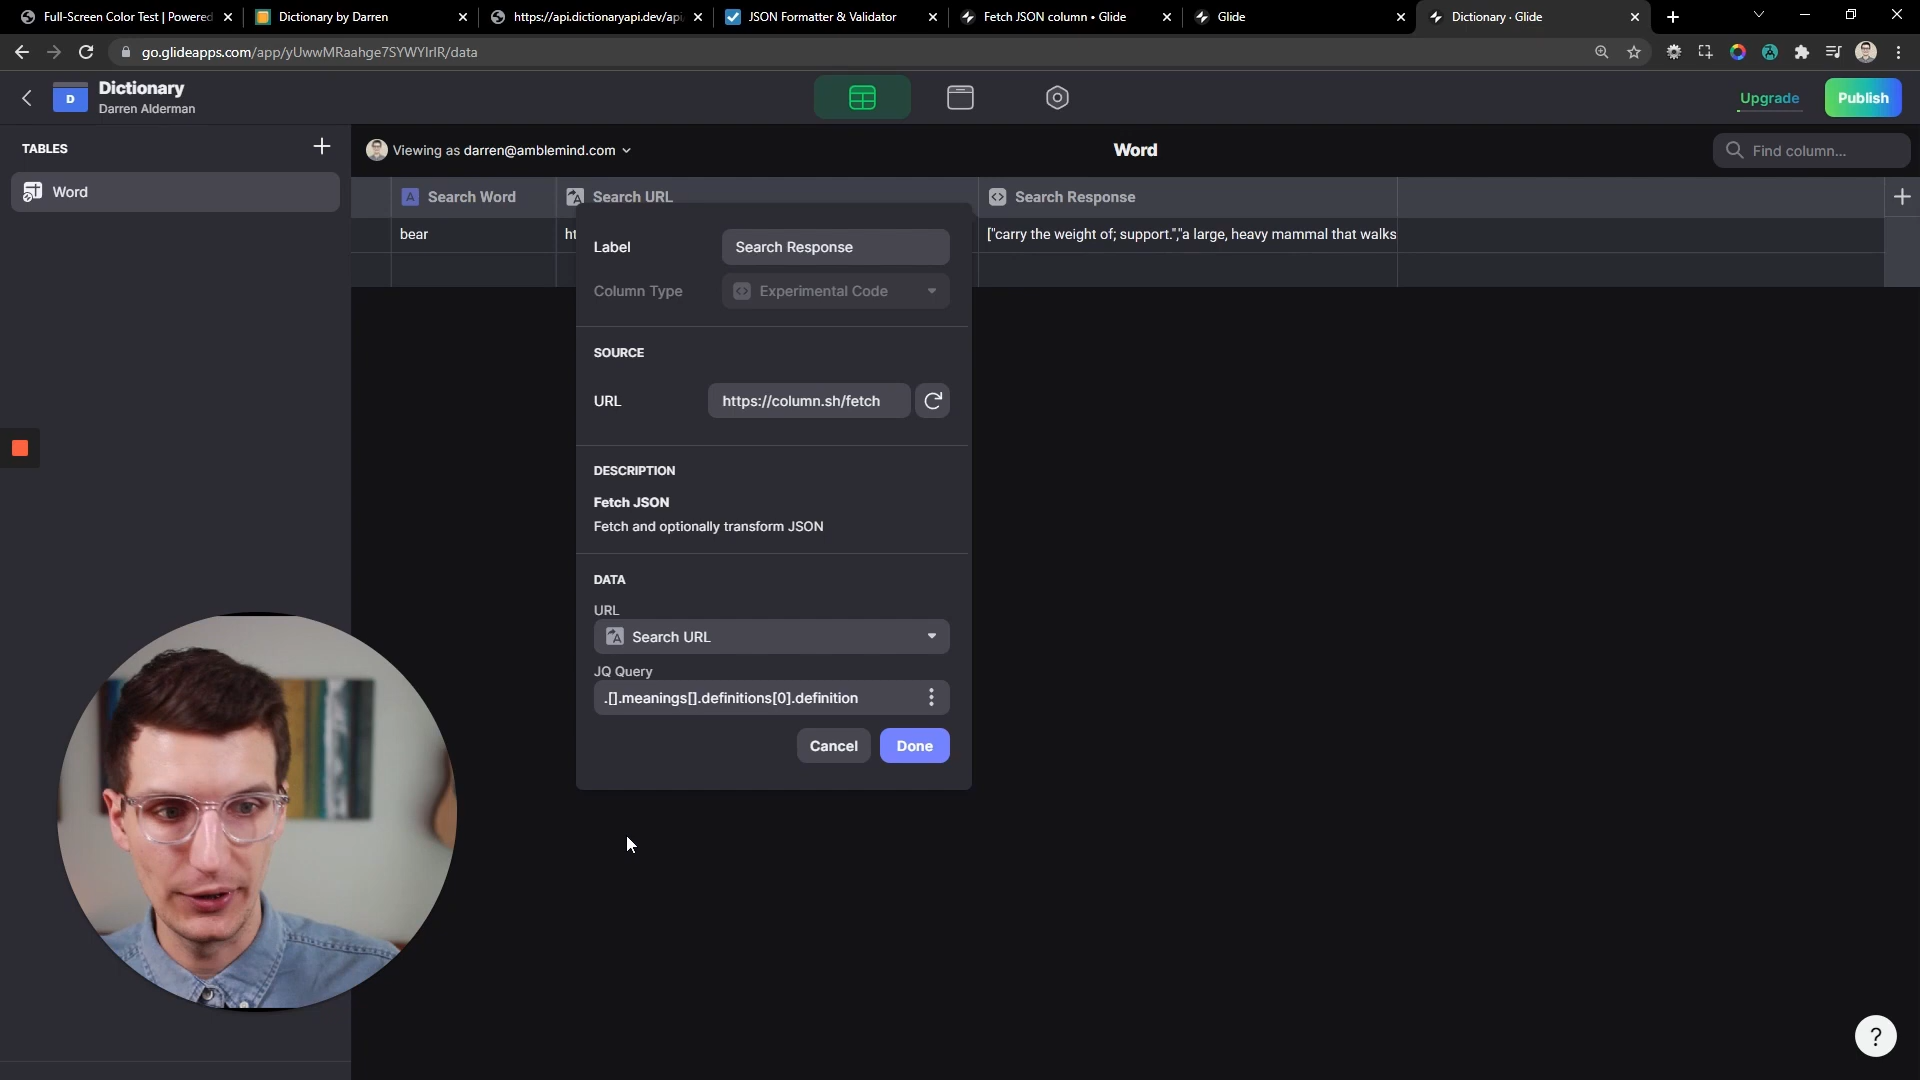 Full-Screen Color Test | Powered
Dictionary by Darren
https://api.dictionaryapi.dev/api
JSON Formatter & Validator
Fetch JSON column • Glide
Glide
Dictionary · Glide
go.glideapps.com/app/yUwwMRaahge7SYWYIrIR/data
D
Dictionary
Darren Alderman
Upgrade
Publish
TABLES
Viewing as darren@amblemind.com
Word
Find column...
Word
A
Search Word
Search URL
Search Response
bear
ht
["carry the weight of; support.","a large, heavy mammal that walks
Label
Search Response
Column Type
Experimental Code
SOURCE
URL
https://column.sh/fetch
DESCRIPTION
Fetch JSON
Fetch and optionally transform JSON
DATA
URL
Search URL
JQ Query
.[].meanings[].definitions[0].definition
Cancel
Done
?